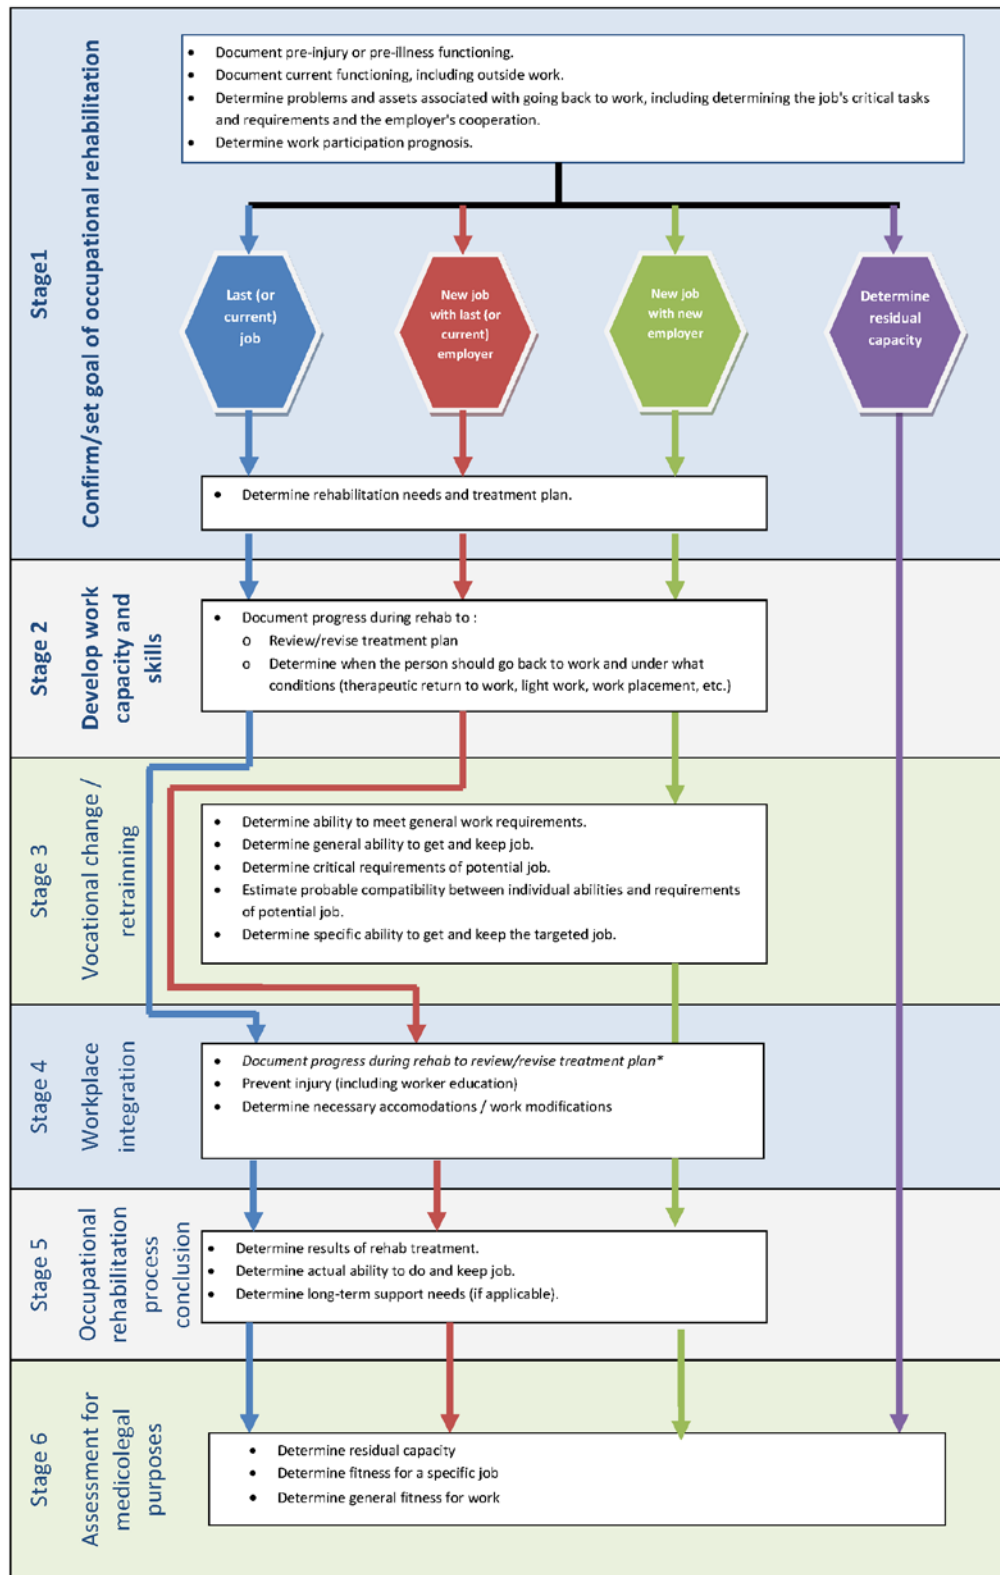 Stage1
Confirm/set goal of occupational rehabilitation
• Document pre-injury or pre-illness functioning.
• Document current functioning, including outside work.
• Determine problems and assets associated with going back to work, including determining the job's critical tasks
and requirements and the employer's cooperation.
• Determine work participation prognosis.
Last (or
current)
job
New job
with last (or
current)
employer
New job
with new
employer
Determine
residual
capacity
• Determine rehabilitation needs and treatment plan.
Stage 2
Develop work
capacity and
skills
• Document progress during rehab to :
o Review/revise treatment plan
o Determine when the person should go back to work and under what
conditions (therapeutic return to work, light work, work placement, etc.)
Stage 3
Vocational change /
retrainning
• Determine ability to meet general work requirements.
• Determine general ability to get and keep job.
• Determine critical requirements of potential job.
• Estimate probable compatibility between individual abilities and requirements
of potential job.
• Determine specific ability to get and keep the targeted job.
Stage 4
Workplace
integration
• Document progress during rehab to review/revise treatment plan*
• Prevent injury (including worker education)
• Determine necessary accomodations / work modifications
Stage 5
Occupational
rehabilitation
process
conclusion
• Determine results of rehab treatment.
• Determine actual ability to do and keep job.
• Determine long-term support needs (if applicable).
Stage 6
Assessment for
medicolegal
purposes
• Determine residual capacity
• Determine fitness for a specific job
• Determine general fitness for work